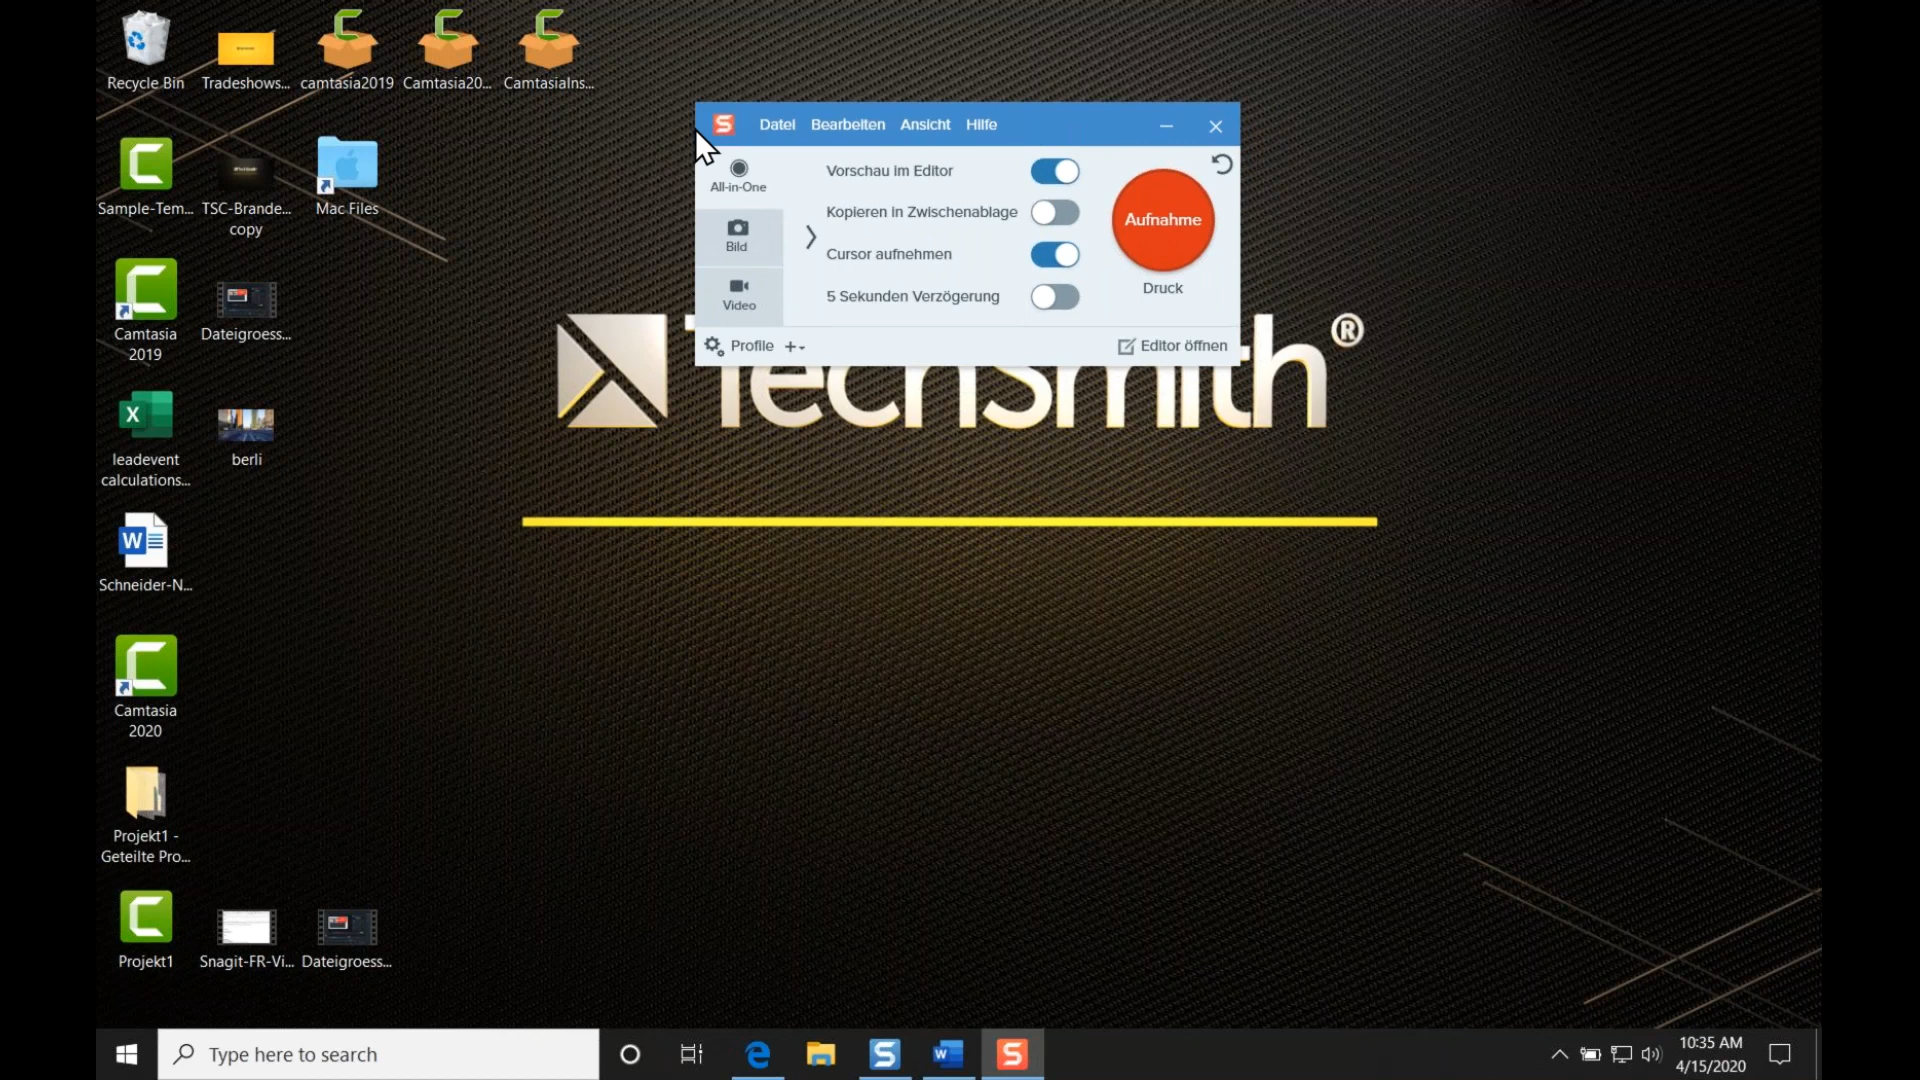 Recycle Bin
Tradeshows...
camtasia2019
Camtasia20...
CamtasiaIns...
Sample-Tem...
TSC-Brande...
copy
Mac Files
Camtasia
2019
Dateigroess...
leadevent
calculations...
berli
Schneider-N...
Camtasia
2020
Projekt1 -
Geteilte Pro...
Projekt1
Snagit-FR-Vi...
Dateigroess...
Datei Bearbeiten Ansicht Hilfe
All-in-One
Bild
Video
Vorschau im Editor
Kopieren in Zwischenablage
Cursor aufnehmen
5 Sekunden Verzögerung
Aufnahme
Druck
Profile
Editor öffnen
TechSmith®
Type here to search
10:35 AM
4/15/2020